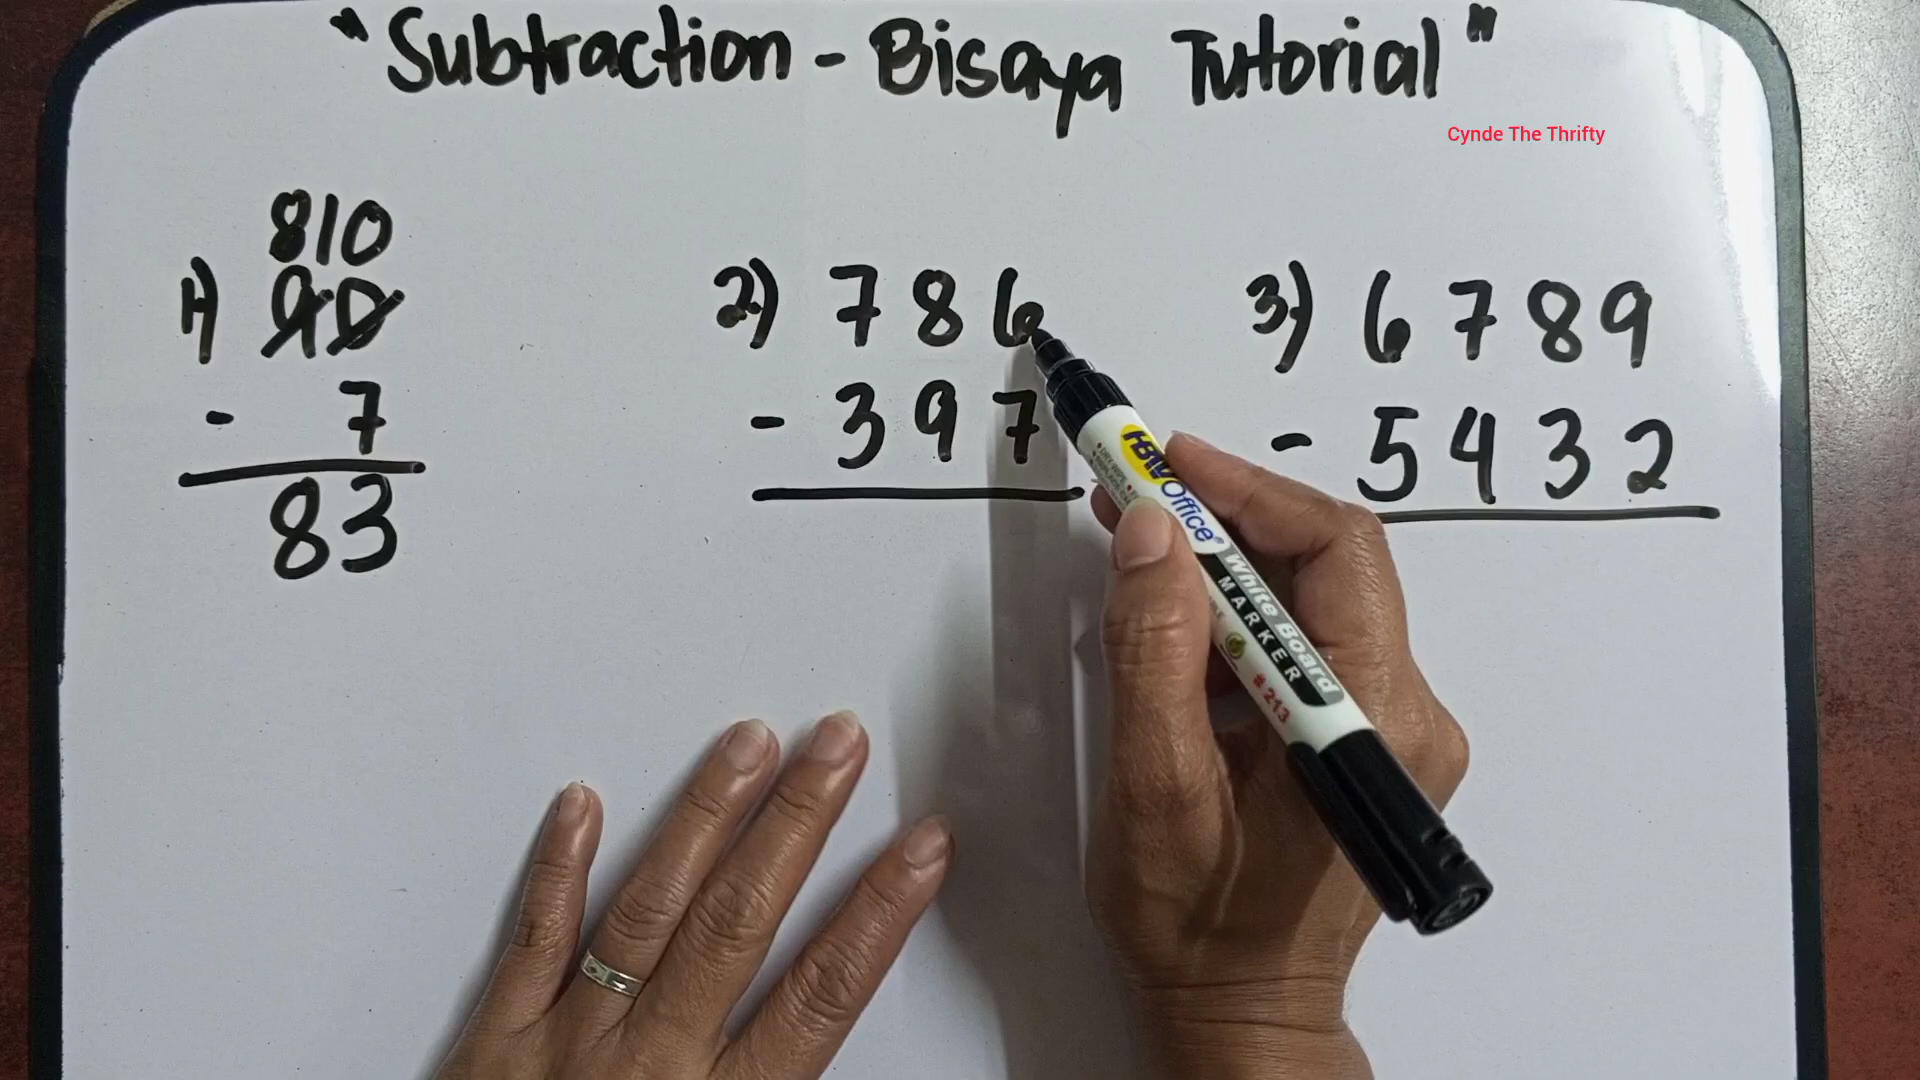 "Subtraction - Bisaya Tutorial"
Cynde The Thrifty
810
1) 90
- 7
83
2) 786
- 397
3) 6789
- 5432
HBW Office
White Board
MARKER
#213